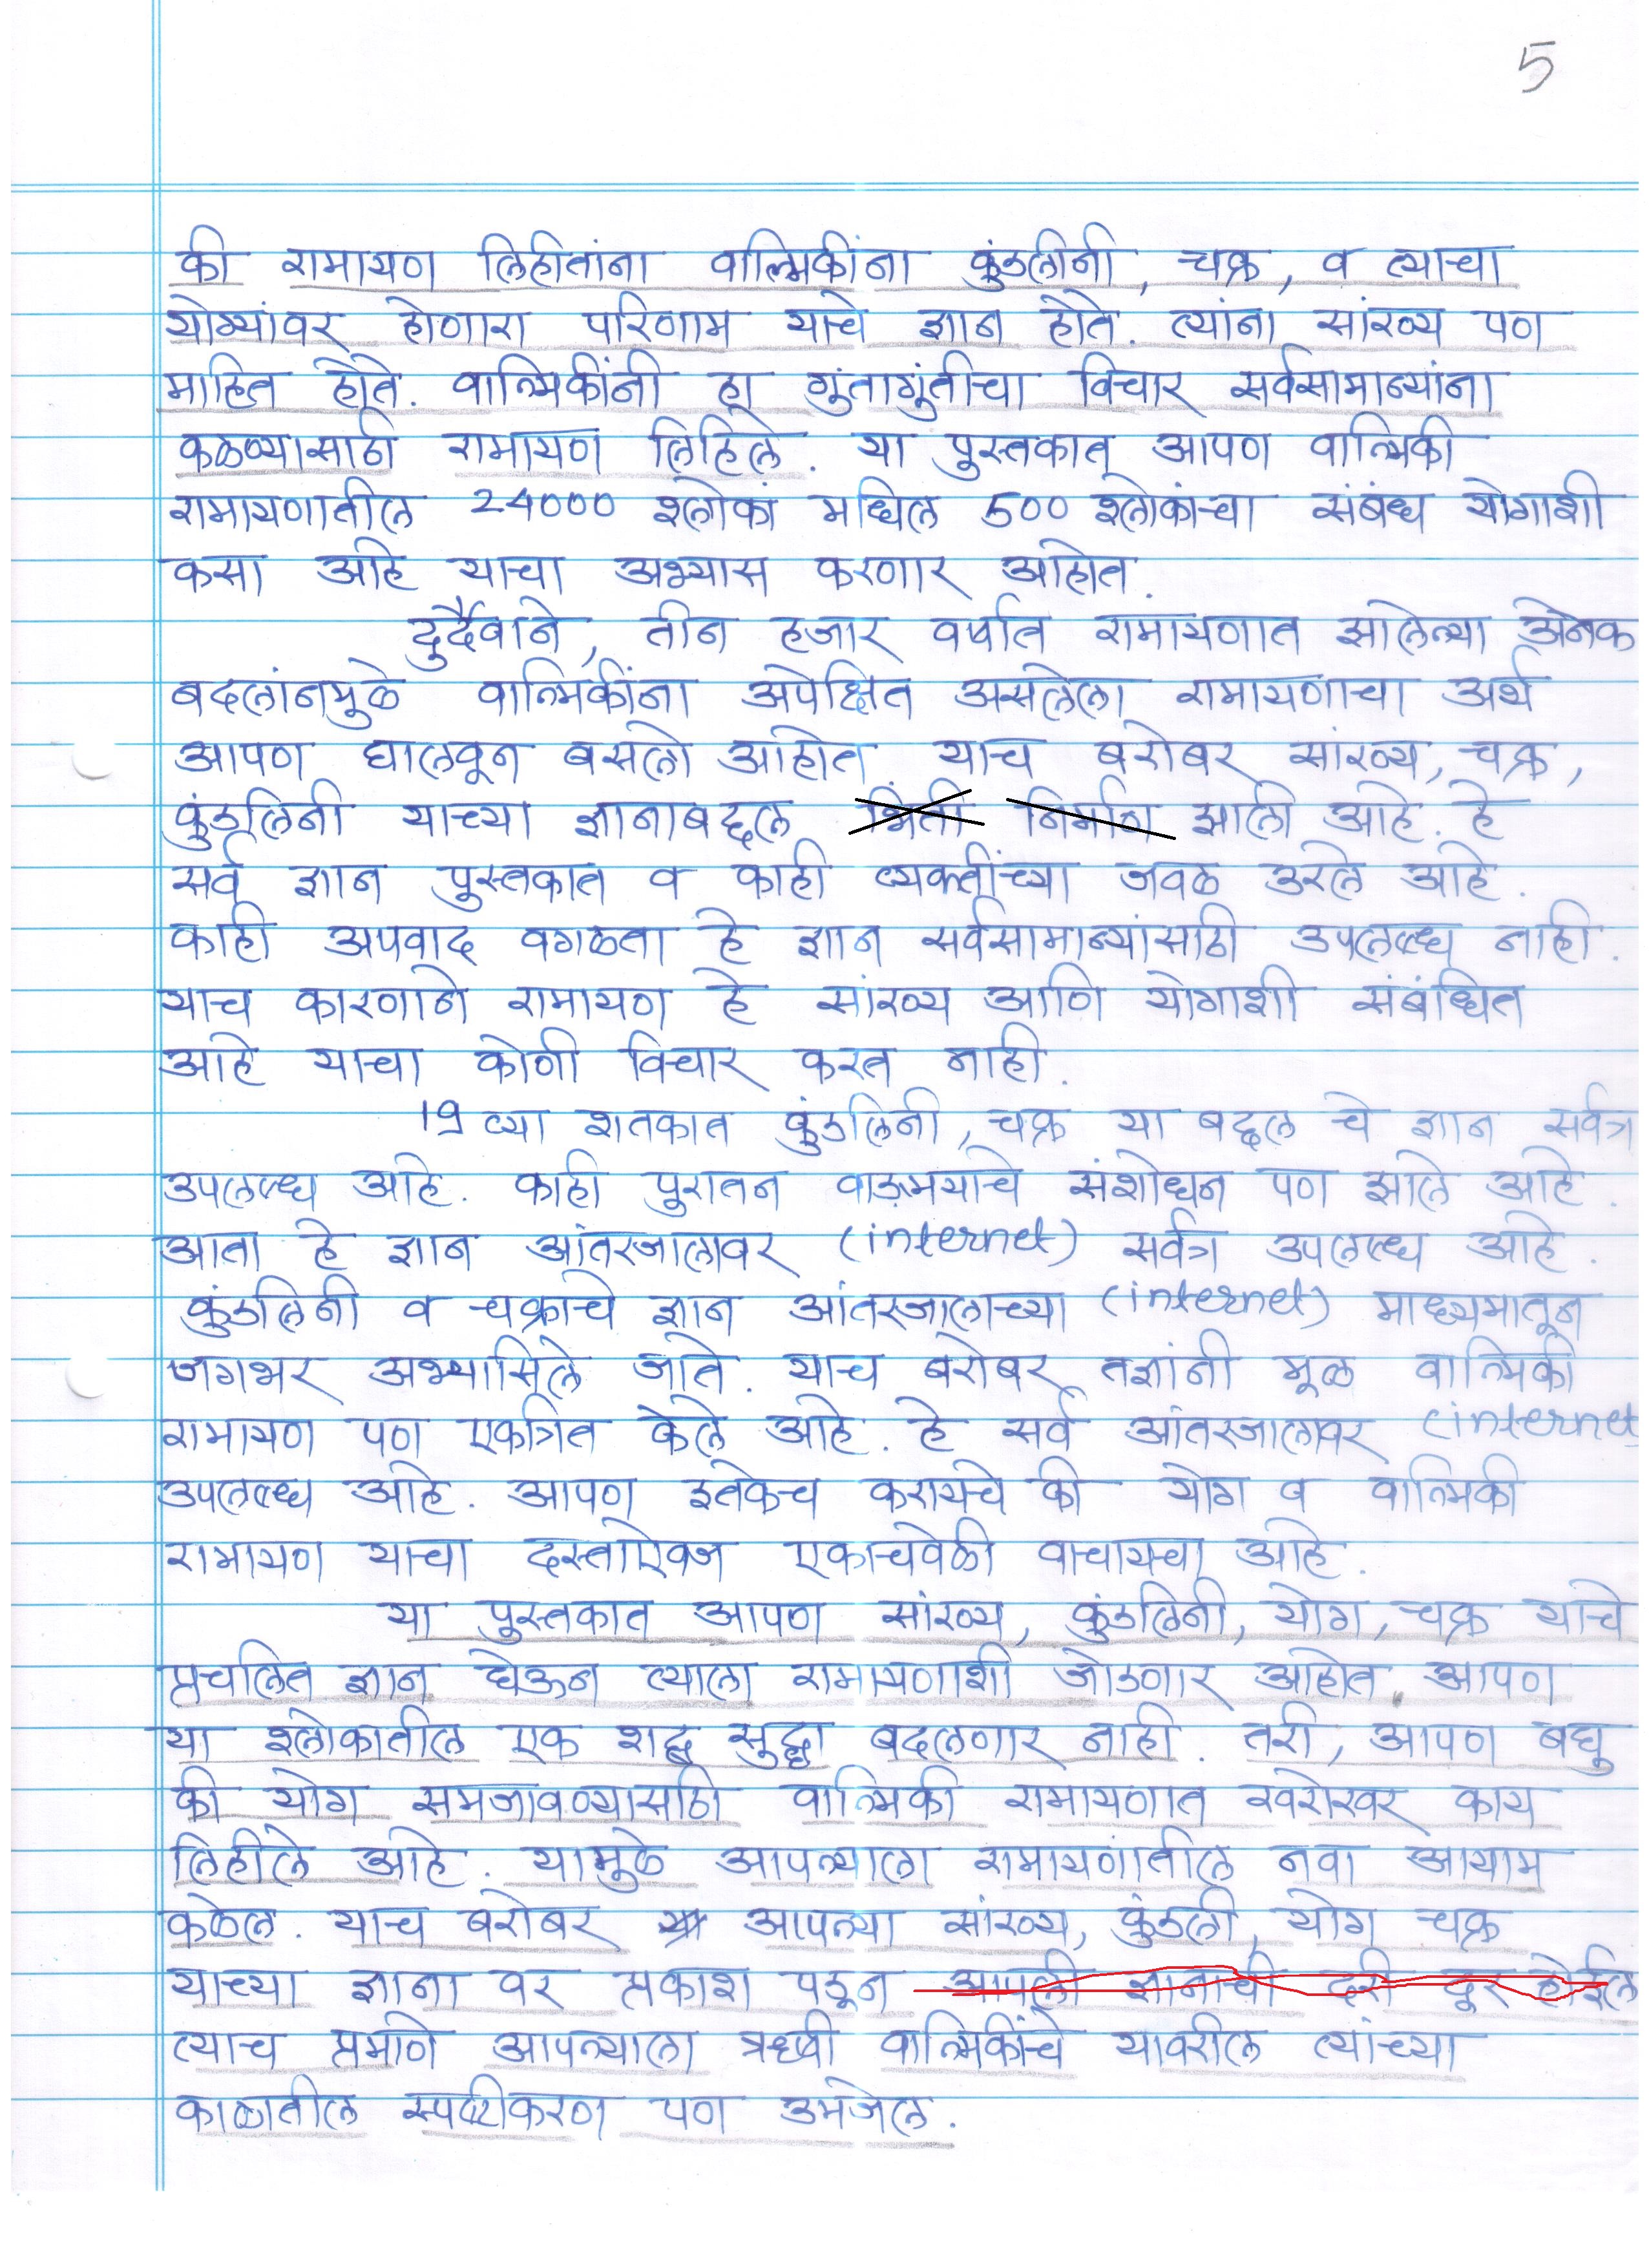 5
की रामायण लिहीतांना वाल्मिकींना कुंडलीनी, चक्र, व त्याचा
योग्यांवर होणारा परिणाम याचे ज्ञान होते. त्यांना सांख्य पण
माहित होते. वाल्मिकींनी हा गुंतागुंतीचा विचार सर्वसामान्यांना
कळव्यासाठी रामायण लिहिले. या पुस्तकात आपण वाल्मिकी
रामायणातील 24000 श्लोकां मधिल 500 श्लोकांचा संबंध योगाशी
कसा आहे याचा अभ्यास करणार आहोत.
दुर्दैवाने, तीन हजार वर्षात रामायणात झालेल्या अनेक
बदलांनमुळे वाल्मिकींना अपेक्षित असलेला रामायणाचा अर्थ
आपण घालवून बसलो आहोत याच बरोबर सांख्य, चक्र,
कुंडलिनी याच्या ज्ञानाबद्दल भिंती निर्माण झाली आहे. हे
सर्व ज्ञान पुस्तकात व काही व्यक्तींच्या जवळ उरले आहे.
काही अपवाद वगळता हे ज्ञान सर्वसामान्यांसाठी उपलब्ध नाही.
याच कारणाने रामायण हे सांख्य आणि योगाशी संबंधित
आहे याचा कोणी विचार करत नाही.
19 व्या शतकात कुंडलिनी, चक्र या बद्दल चे ज्ञान सर्वत्र
उपलब्ध आहे. काही पुरातन वाङमयाचे संशोधन पण झाले आहे.
आता हे ज्ञान आंतरजालावर (internet) सर्वत्र उपलब्ध आहे.
कुंडलिनी व चक्राचे ज्ञान आंतरजालाच्या (internet) माध्यमातून
जगभर अभ्यासिले जाते. याच बरोबर तज्ञांनी मूळ वाल्मिकी
रामायण पण एकत्रित केले आहे. हे सर्व आंतरजालावर (internet
उपलब्ध आहे. आपण इतकेच करायचे की योग व वाल्मिकी
रामायण याचा दस्तऐवज एकाचवेळी वाचायचा आहे.
या पुस्तकात आपण सांख्य, कुंडलिनी, योग, चक्र याचे
प्रचलित ज्ञान घेऊन त्याला रामायणाशी जोडणार आहोत. आपण
या श्लोकातील एक शद्ब सुद्धा बदलणार नाही. तरी, आपण बघु
की योग समजावण्यासाठी वाल्मिकी रामायणात खरोखर काय
लिहीले आहे. यामुळे आपल्याला रामायणातील नवा आयाम
कळेल. याच बरोबर आपल्या सांख्य, कुंडली, योग चक्र
याच्या ज्ञाना वर प्रकाश पडून आपली ज्ञानाची दरी दूर होईल
त्याच प्रमाणे आपल्याला ऋषी वाल्मिकींचे यावरील त्यांच्या
काळातील स्पष्टीकरण पण उमजेल.